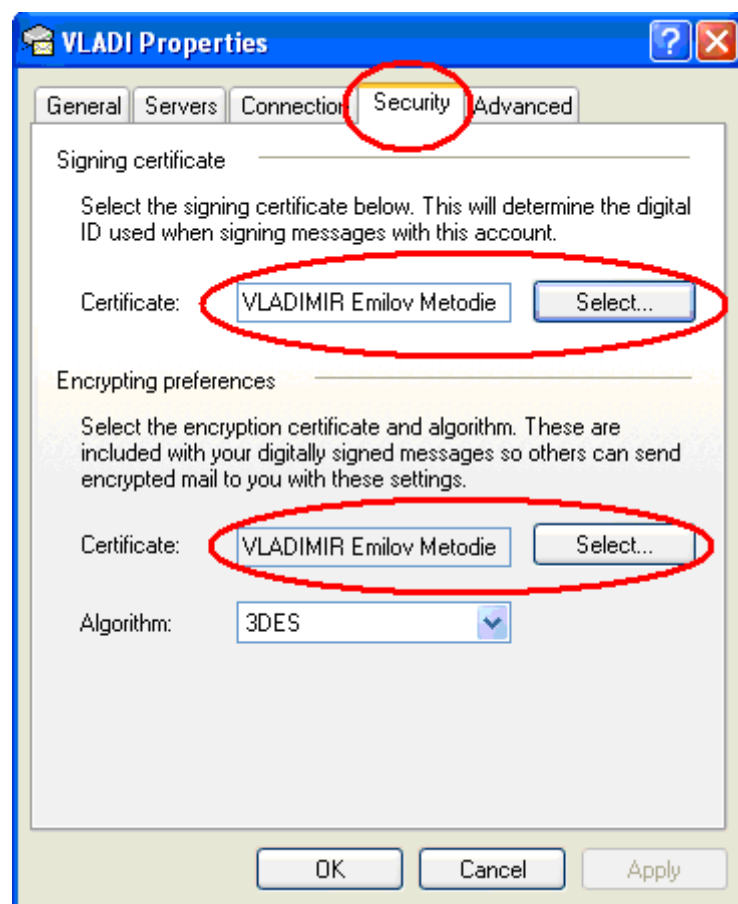 VLADI Properties
General Servers Connection Security Advanced
Signing certificate
Select the signing certificate below. This will determine the digital
ID used when signing messages with this account.
Certificate: VLADIMIR Emilov Metodie Select...
Encrypting preferences
Select the encryption certificate and algorithm. These are
included with your digitally signed messages so others can send
encrypted mail to you with these settings.
Certificate: VLADIMIR Emilov Metodie Select...
Algorithm: 3DES
OK Cancel Apply